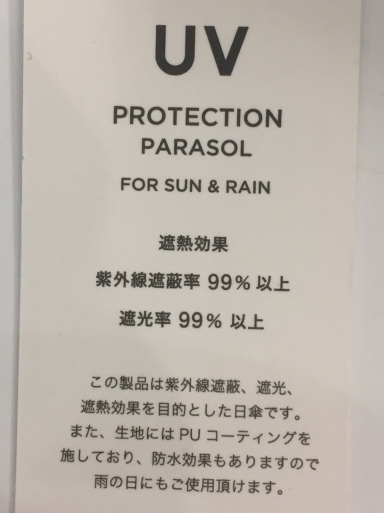 UV
PROTECTION
PARASOL
FOR SUN & RAIN
遮熱効果
紫外線遮蔽率 99% 以上
遮光率 99% 以上
この製品は紫外線遮蔽、遮光、
遮熱効果を目的とした日傘です。
また、生地には PU コーティングを
施しており、防水効果もありますので
雨の日にもご使用頂けます。